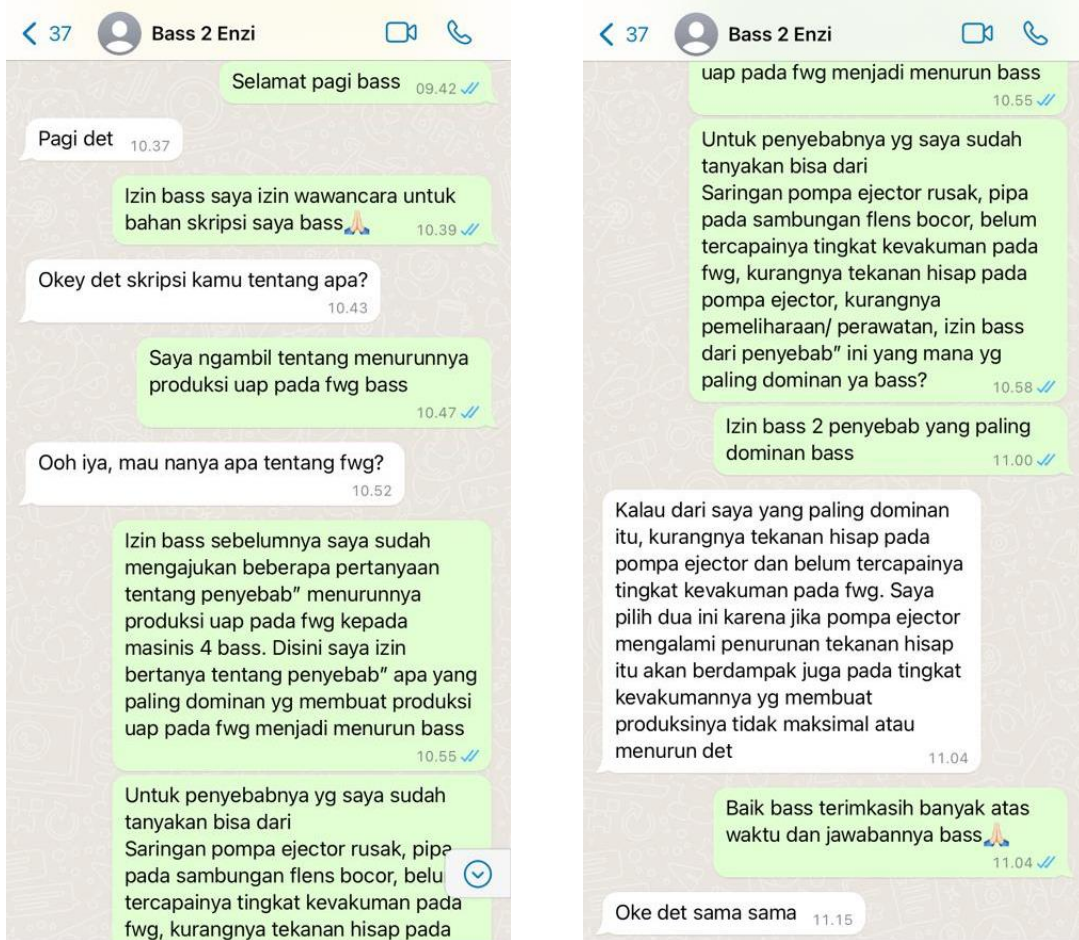 37
Bass 2 Enzi
Selamat pagi bass 09.42
Pagi det 10.37
Izin bass saya izin wawancara untuk
bahan skripsi saya bass🙏🏻 10.39
Okey det skripsi kamu tentang apa?
10.43
Saya ngambil tentang menurunnya
produksi uap pada fwg bass
10.47
Ooh iya, mau nanya apa tentang fwg?
10.52
Izin bass sebelumnya saya sudah
mengajukan beberapa pertanyaan
tentang penyebab” menurunnya
produksi uap pada fwg kepada
masinis 4 bass. Disini saya izin
bertanya tentang penyebab” apa yang
paling dominan yg membuat produksi
uap pada fwg menjadi menurun bass
10.55
Untuk penyebabnya yg saya sudah
tanyakan bisa dari
Saringan pompa ejector rusak, pipa
pada sambungan flens bocor, belu
tercapainya tingkat kevakuman pada
fwg, kurangnya tekanan hisap pada
37
Bass 2 Enzi
uap pada fwg menjadi menurun bass
10.55
Untuk penyebabnya yg saya sudah
tanyakan bisa dari
Saringan pompa ejector rusak, pipa
pada sambungan flens bocor, belum
tercapainya tingkat kevakuman pada
fwg, kurangnya tekanan hisap pada
pompa ejector, kurangnya
pemeliharaan/ perawatan, izin bass
dari penyebab” ini yang mana yg
paling dominan ya bass? 10.58
Izin bass 2 penyebab yang paling
dominan bass 11.00
Kalau dari saya yang paling dominan
itu, kurangnya tekanan hisap pada
pompa ejector dan belum tercapainya
tingkat kevakuman pada fwg. Saya
pilih dua ini karena jika pompa ejector
mengalami penurunan tekanan hisap
itu akan berdampak juga pada tingkat
kevakumannya yg membuat
produksinya tidak maksimal atau
menurun det 11.04
Baik bass terimkasih banyak atas
waktu dan jawabannya bass🙏🏻
11.04
Oke det sama sama 11.15